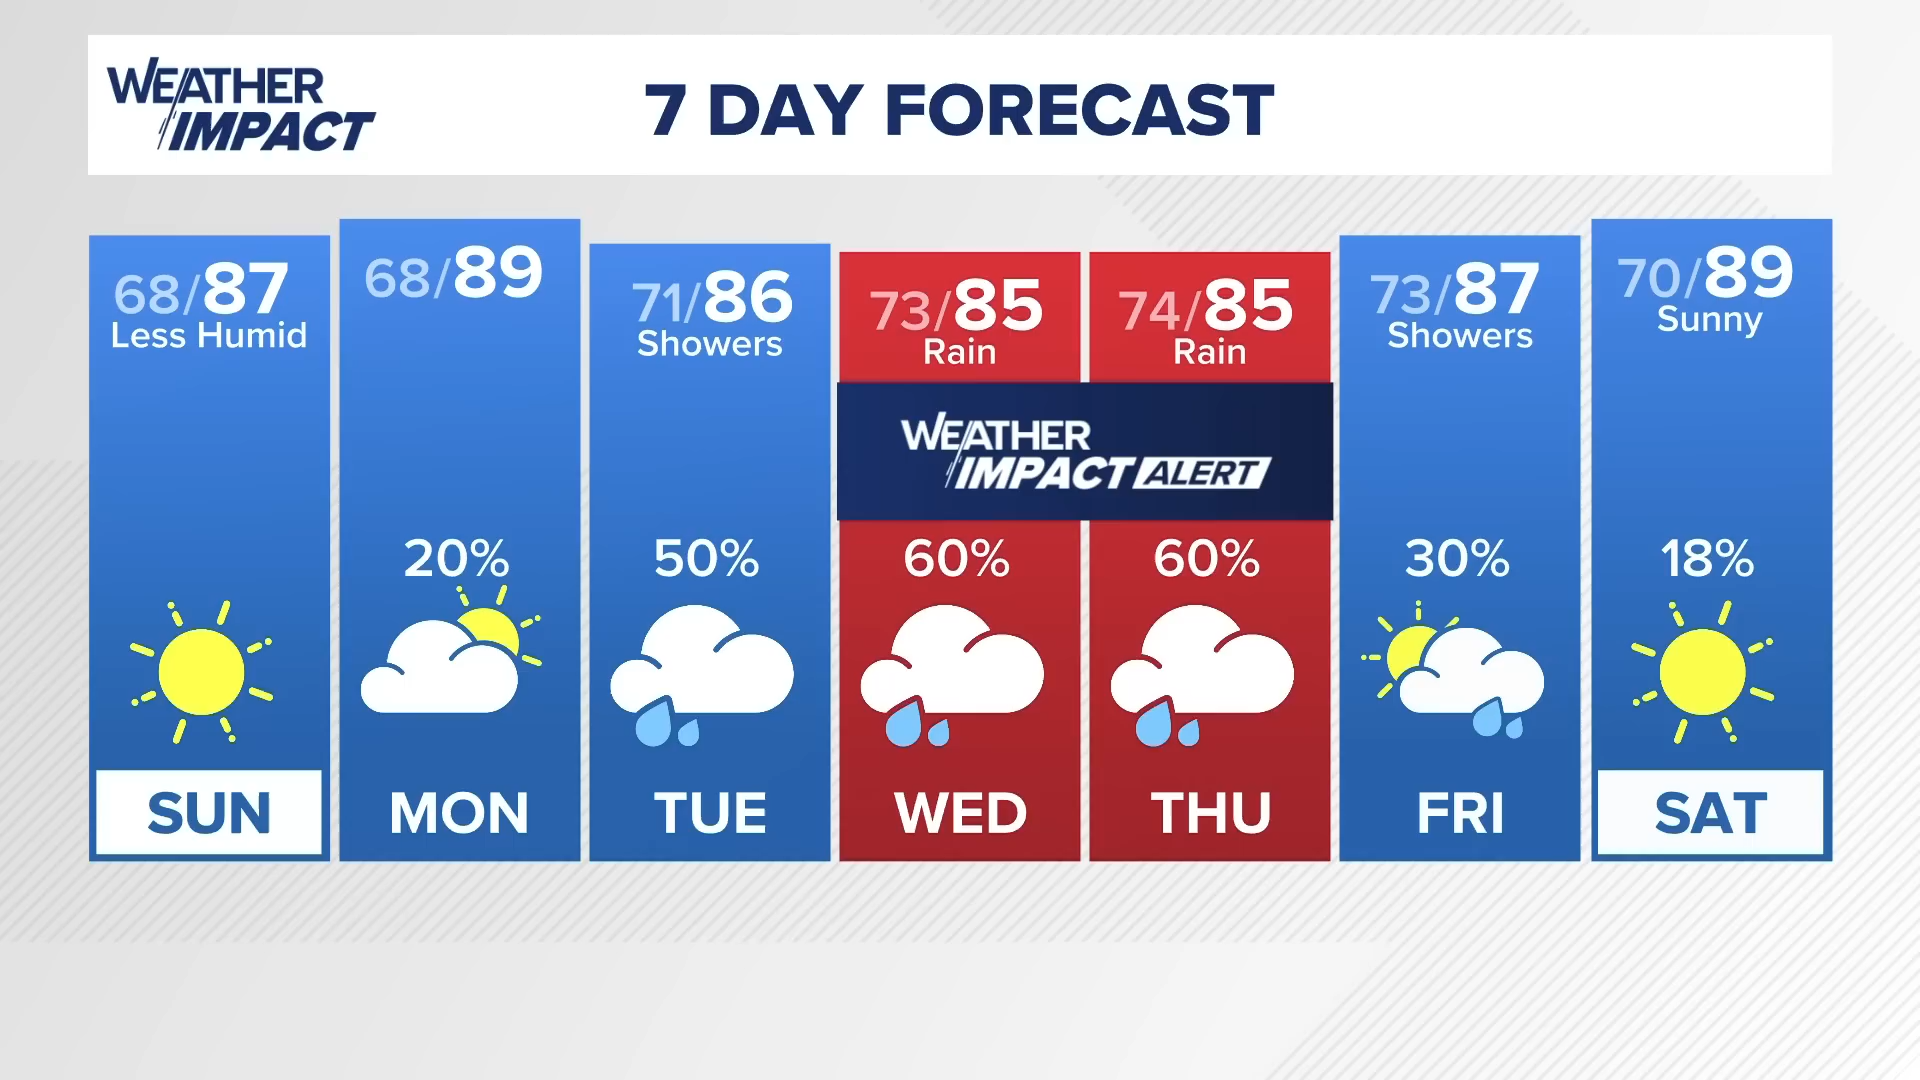 WEATHER
IMPACT
7 DAY FORECAST
68/87
Less Humid
SUN
68/89
20%
MON
71/86
Showers
50%
TUE
73/85
Rain
74/85
Rain
WEATHER
IMPACT ALERT
60%
WED
60%
THU
73/87
Showers
30%
FRI
70/89
Sunny
18%
SAT